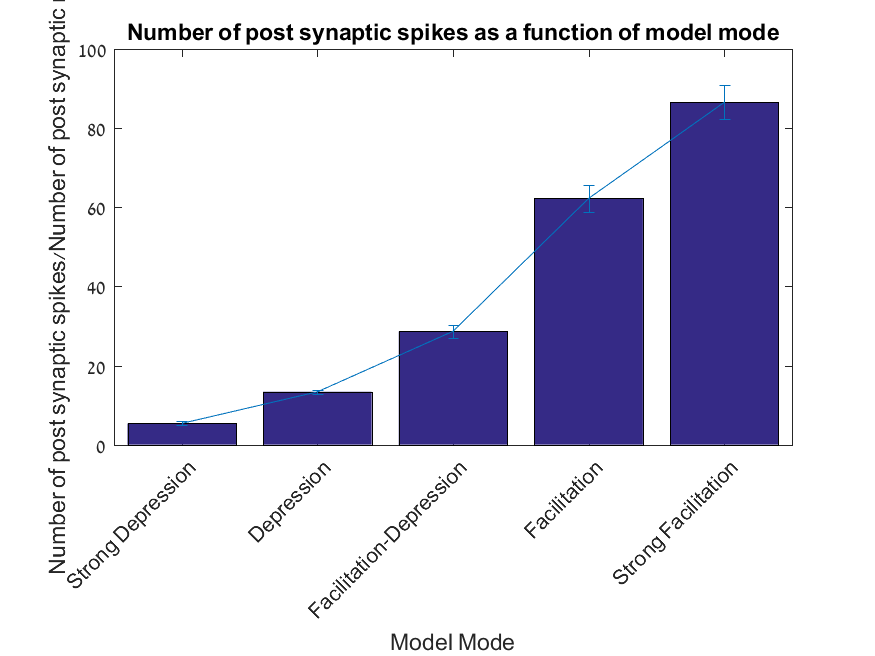 Number of post synaptic spikes as a function of model mode
Number of post synaptic spikes/Number of post synaptic
100
80
60
40
20
0
Strong Depression
Depression
Facilitation-Depression
Facilitation
Strong Facilitation
Model Mode